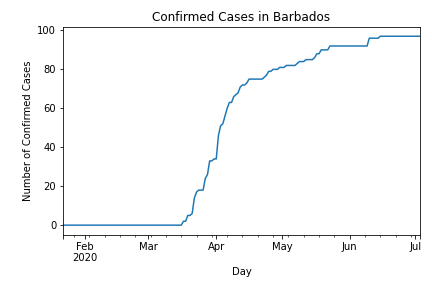 Confirmed Cases in Barbados
Number of Confirmed Cases
100
80
60
40
20
0
Feb Mar Apr May Jun Jul
2020
Day